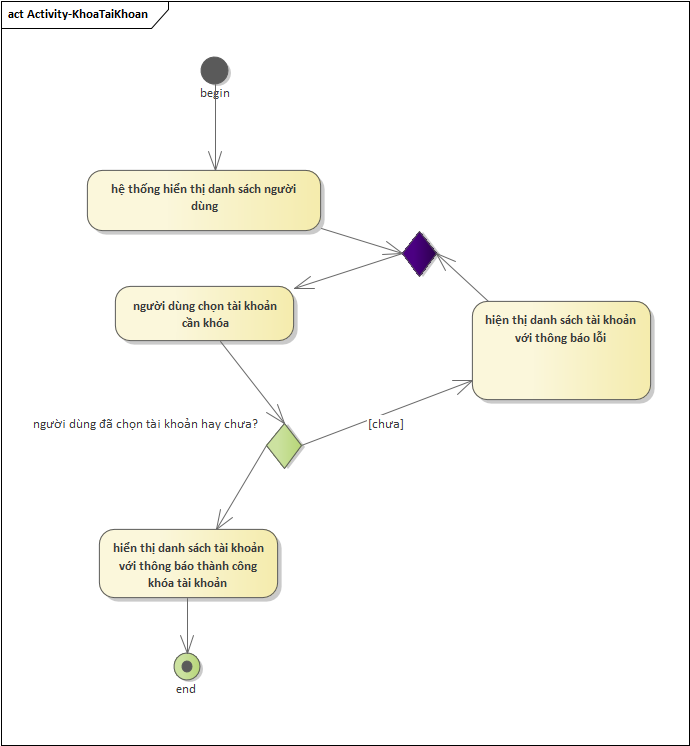 act Activity-KhoaTaiKhoan
begin
hệ thống hiển thị danh sách người
dùng
người dùng chọn tài khoản
cần khóa
hiện thị danh sách tài khoản
với thông báo lỗi
người dùng đã chọn tài khoản hay chưa?
[chưa]
hiển thị danh sách tài khoản
với thông báo thành công
khóa tài khoản
end